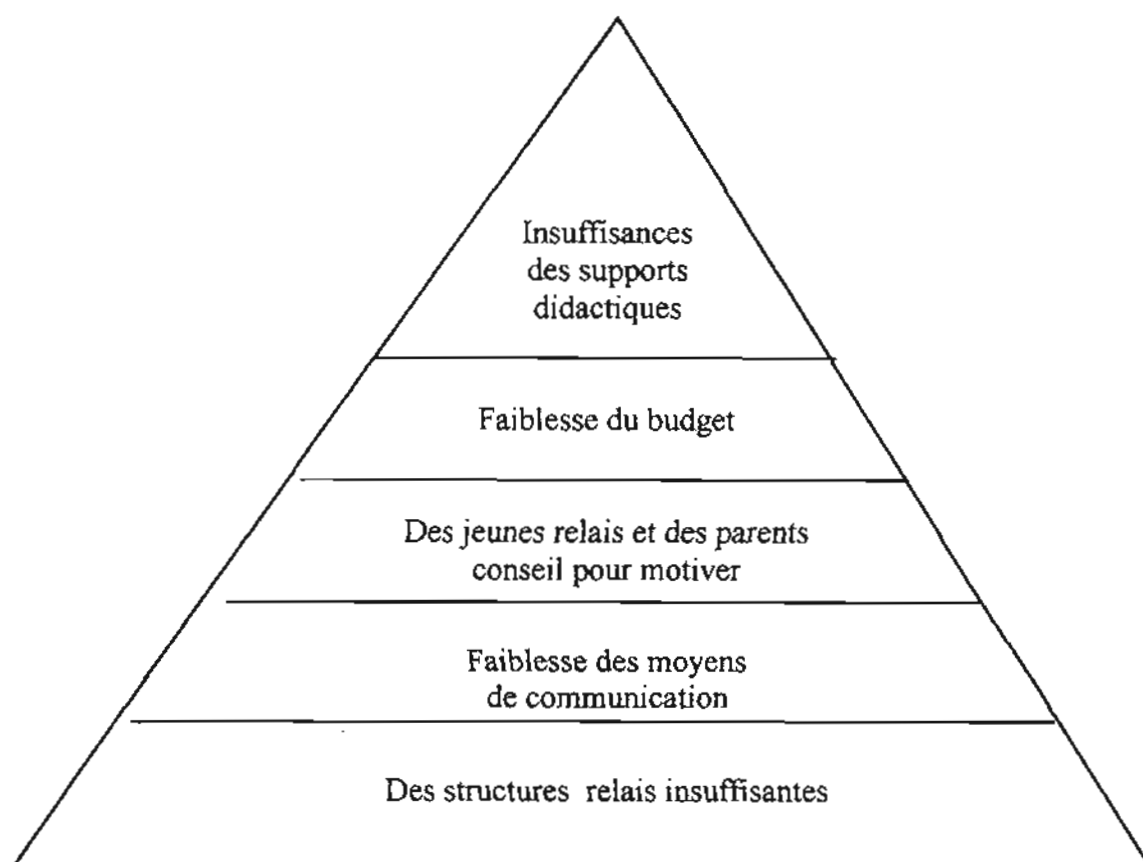 Insuffisances
des supports
didactiques
Faiblesse du budget
Des jeunes relais et des parents
conseil pour motiver
Faiblesse des moyens
de communication
Des structures relais insuffisantes